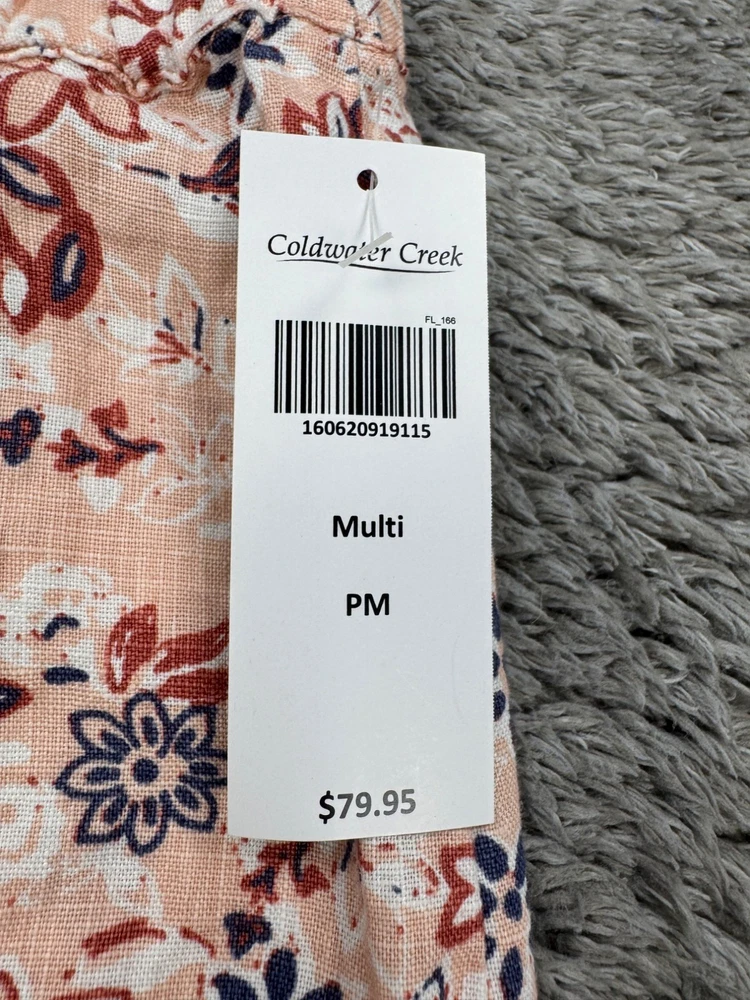 Coldwater Creek
FL_166
160620919115
Multi
PM
$79.95